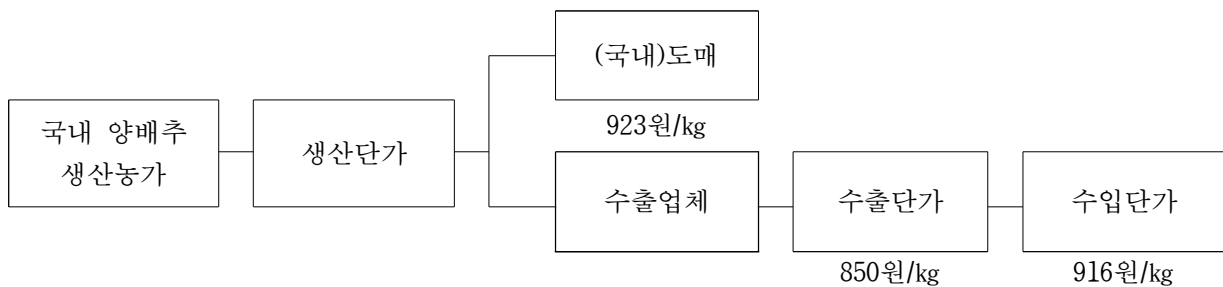 (국내)도매
923원/kg
국내 양배추
생산농가
생산단가
수출업체
수출단가
850원/kg
수입단가
916원/kg